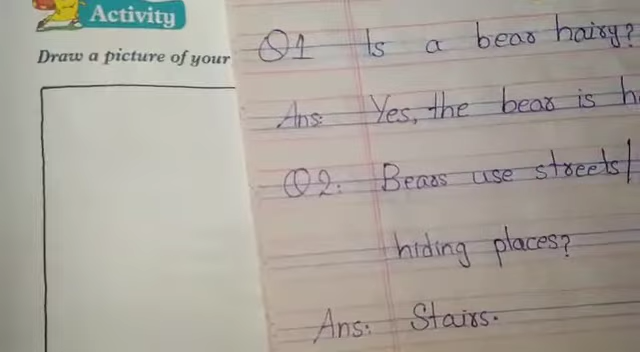 Activity
Draw a picture of your
Q1 Is a bear hairy?
Ans: Yes, the bear is
Q2. Bears use streets/
hiding places?
Ans: Stairs.